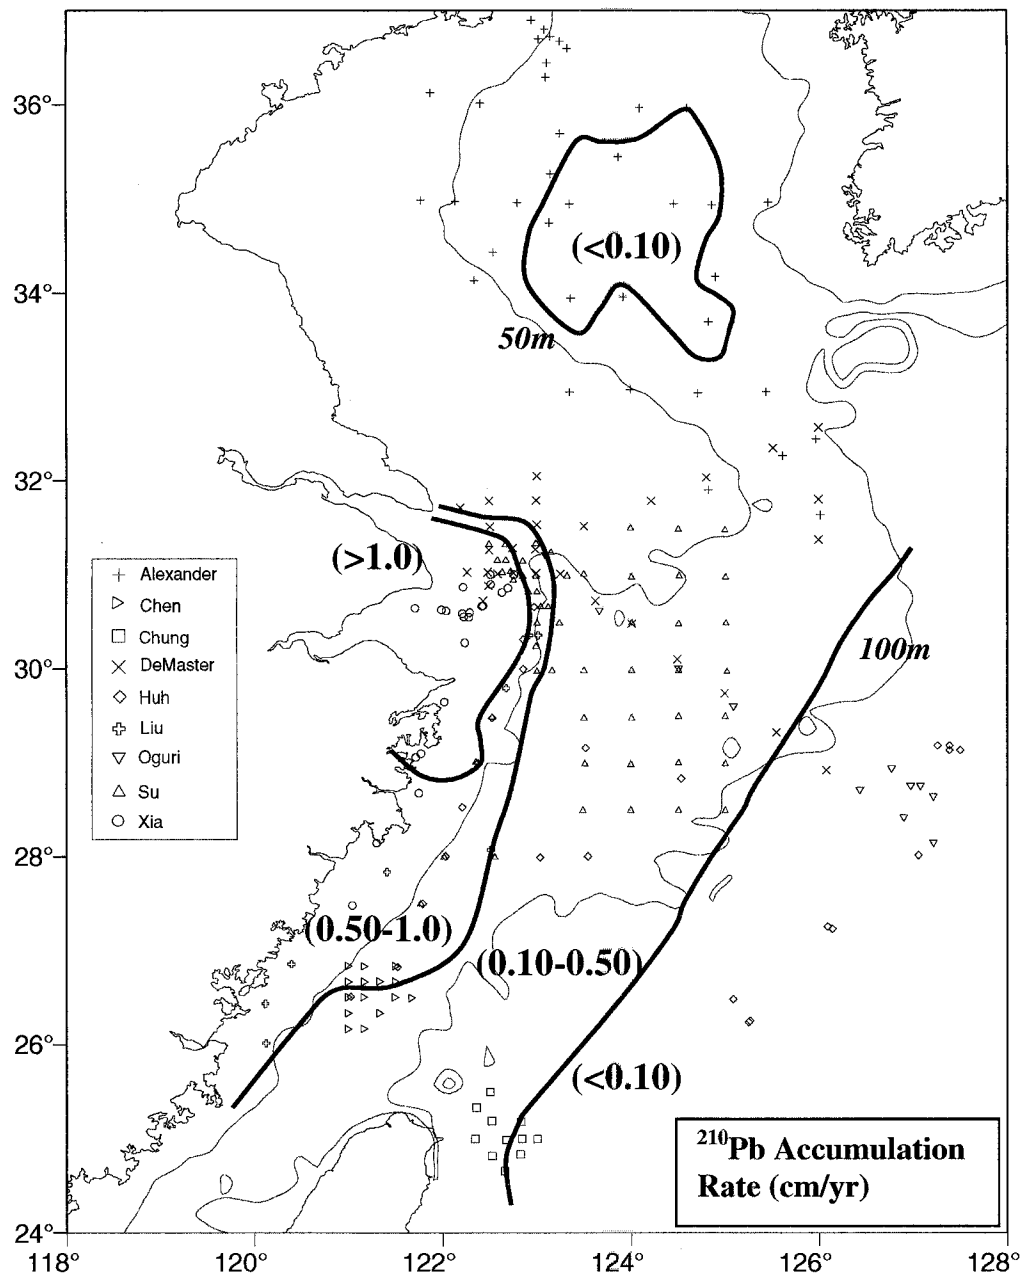 36°
34°
32°
30°
28°
26°
24°
118°
120°
122°
124°
126°
128°
(<0.10)
50m
(>1.0)
100m
(0.50-1.0)
(0.10-0.50)
(<0.10)
Alexander
Chen
Chung
DeMaster
Huh
Liu
Oguri
Su
Xia
²¹⁰Pb Accumulation
Rate (cm/yr)